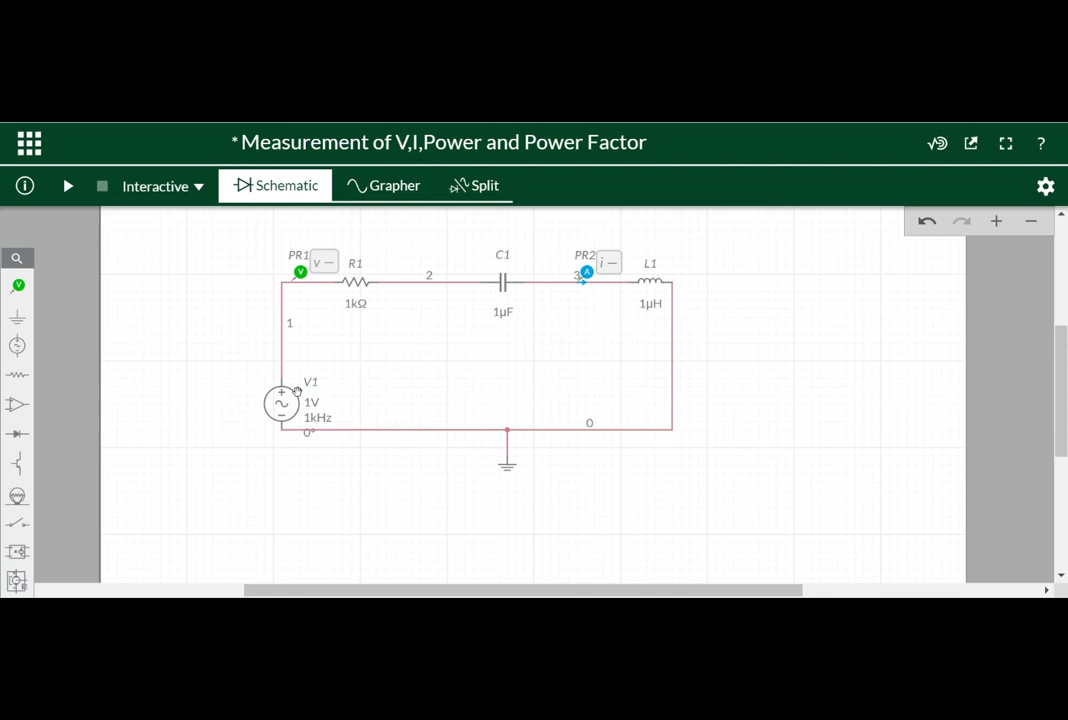 * Measurement of V,I,Power and Power Factor
?
i
Interactive
Schematic
Grapher
Split
PR1
v --
V
R1
1kΩ
2
C1
1μF
PR2
i --
A
3
L1
1μH
1
V1
1V
1kHz
0°
0
V